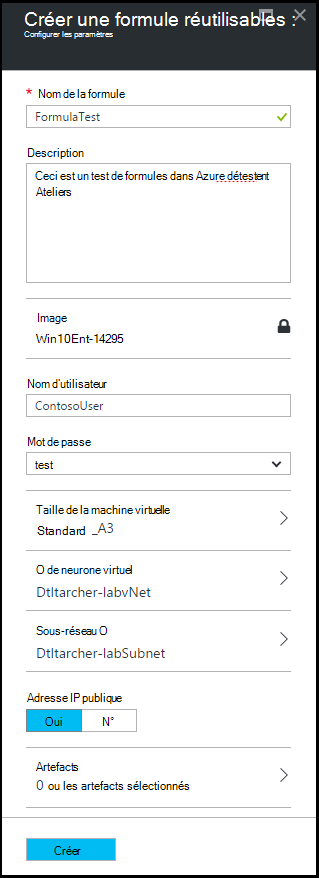 Créer une formule réutilisables :
Configurer les paramètres
* Nom de la formule
FormulaTest
Description
Ceci est un test de formules dans Azure détestent
Ateliers
Image
Win10Ent-14295
Nom d'utilisateur
ContosoUser
Mot de passe
test
Taille de la machine virtuelle
Standard _A3
O de neurone virtuel
Dtltarcher-labvNet
Sous-réseau O
Dtltarcher-labSubnet
Adresse IP publique
Oui N°
Artefacts
0 ou les artefacts sélectionnés
Créer